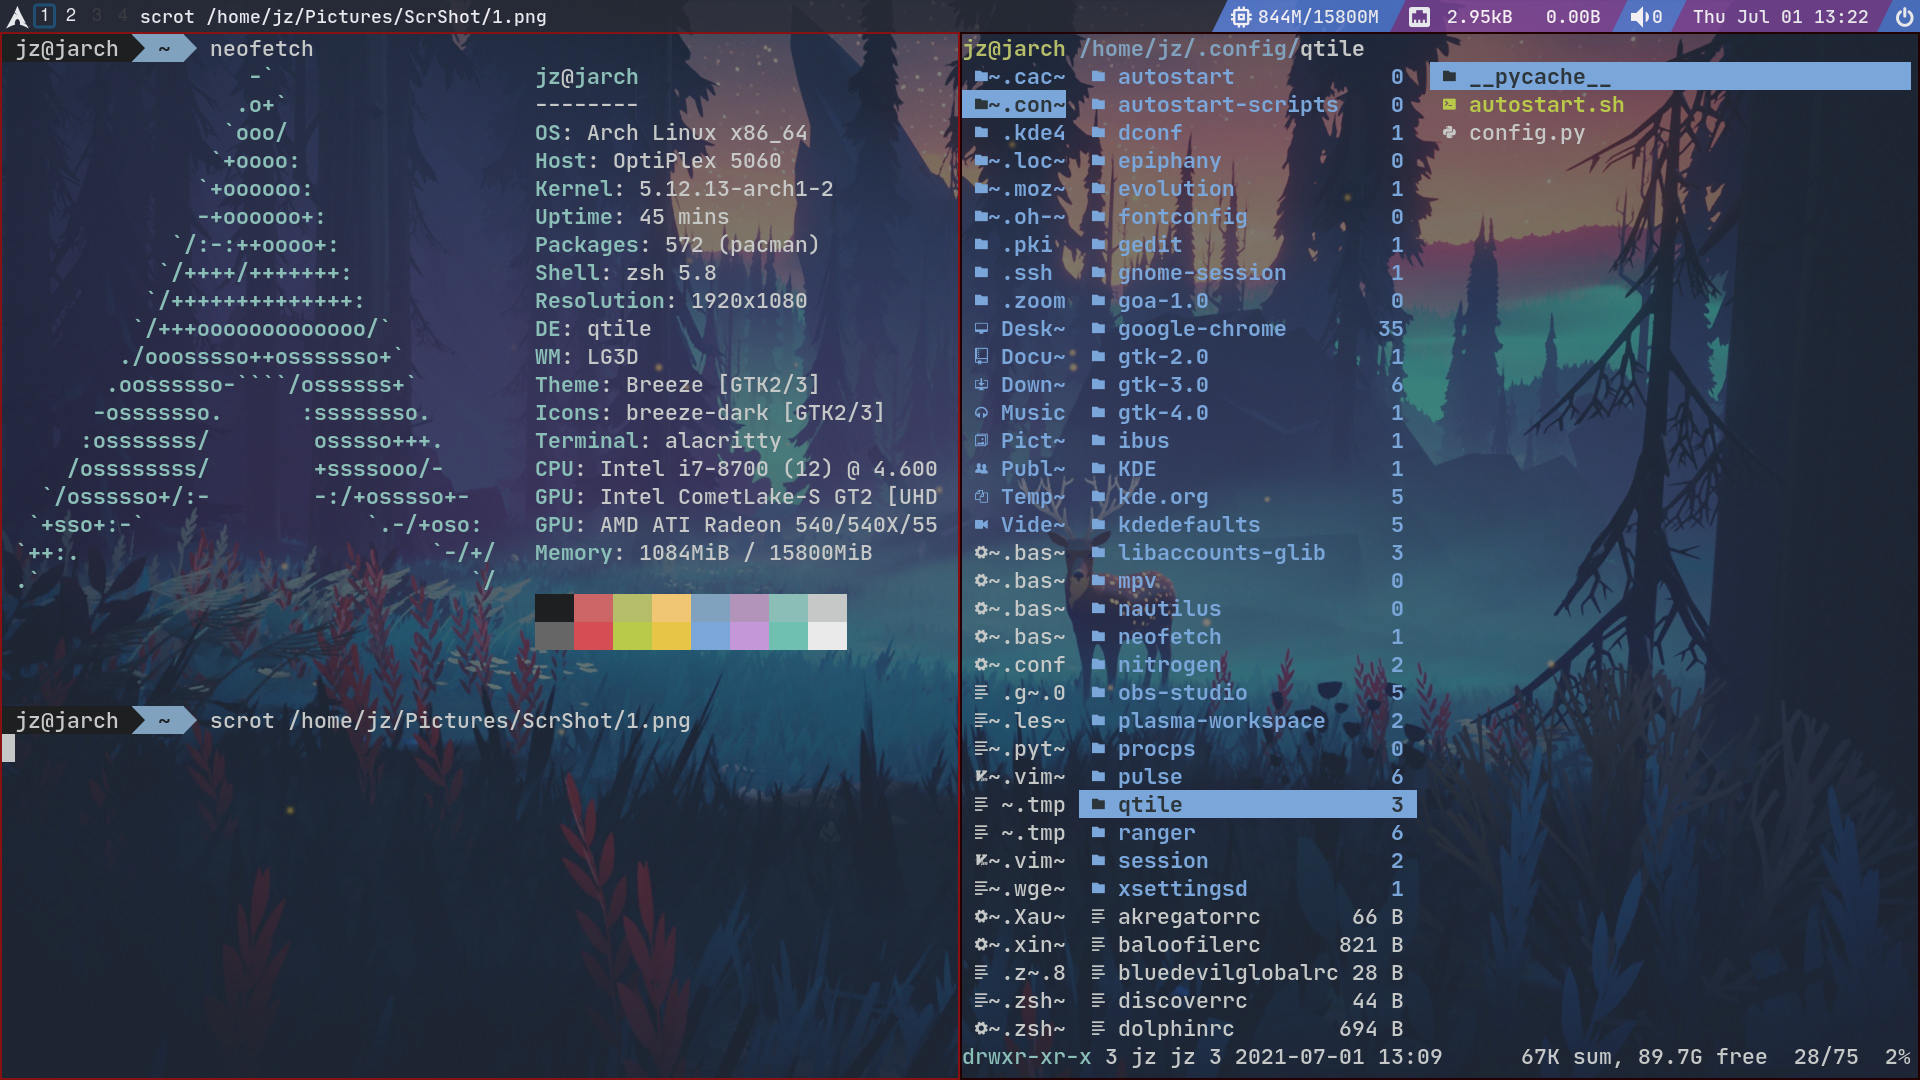 1 2 3 4 scrot /home/jz/Pictures/ScrShot/1.png 844M/15800M 2.95kB 0.00B 0 Thu Jul 01 13:22
jz@jarch ~ neofetch
-`
.o+`
`ooo/
`+oooo:
`+oooooo:
-+oooooo+:
`/:-:++oooo+:
`/++++/+++++++:
`/++++++++++++++:
`/+++ooooooooooooo/`
./ooosssso++osssssso+`
.oossssso-````/ossssss+`
-osssssso. :ssssssso.
:osssssss/ osssso+++.
/ossssssss/ +ssssooo/-
`/ossssso+/:- -:/+osssso+-
`+sso+:-` `.-/+oso:
`++:. `-/+/
.` `/
jz@jarch
--------
OS: Arch Linux x86_64
Host: OptiPlex 5060
Kernel: 5.12.13-arch1-2
Uptime: 45 mins
Packages: 572 (pacman)
Shell: zsh 5.8
Resolution: 1920x1080
DE: qtile
WM: LG3D
Theme: Breeze [GTK2/3]
Icons: breeze-dark [GTK2/3]
Terminal: alacritty
CPU: Intel i7-8700 (12) @ 4.600
GPU: Intel CometLake-S GT2 [UHD
GPU: AMD ATI Radeon 540/540X/55
Memory: 1084MiB / 15800MiB
jz@jarch ~ scrot /home/jz/Pictures/ScrShot/1.png
jz@jarch /home/jz/.config/qtile
~.cac~ autostart 0 __pycache__
~.con~ autostart-scripts 0 autostart.sh
.kde4 dconf 1 config.py
~.loc~ epiphany 0
~.moz~ evolution 1
~.oh-~ fontconfig 0
.pki gedit 1
.ssh gnome-session 1
.zoom goa-1.0 0
Desk~ google-chrome 35
Docu~ gtk-2.0 1
Down~ gtk-3.0 6
Music gtk-4.0 1
Pict~ ibus 1
Publ~ KDE 1
Temp~ kde.org 5
Vide~ kdedefaults 5
~.bas~ libaccounts-glib 3
~.bas~ mpv 0
~.bas~ nautilus 0
~.bas~ neofetch 1
~.conf nitrogen 2
.g~.0 obs-studio 5
~.les~ plasma-workspace 2
~.pyt~ procps 0
~.vim~ pulse 6
~.tmp qtile 3
~.tmp ranger 6
~.vim~ session 2
~.wge~ xsettingsd 1
~.Xau~ akregatorrc 66 B
~.xin~ baloofilerc 821 B
.z~.8 bluedevilglobalrc 28 B
~.zsh~ discoverrc 44 B
~.zsh~ dolphinrc 694 B
drwxr-xr-x 3 jz jz 3 2021-07-01 13:09 67K sum, 89.7G free 28/75 2%